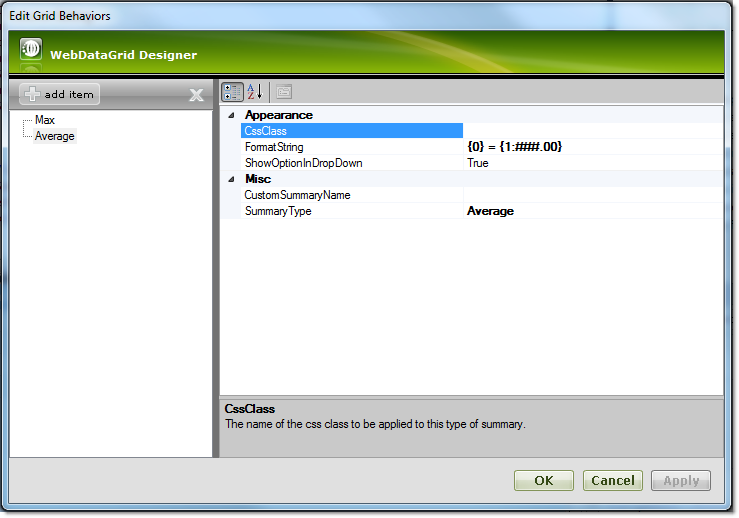 Edit Grid Behaviors
WebDataGrid Designer
add item
Max
Average
Appearance
CssClass
FormatString {0} = {1:###.00}
ShowOptionInDropDown True
Misc
CustomSummaryName
SummaryType Average
CssClass
The name of the css class to be applied to this type of summary.
OK Cancel Apply